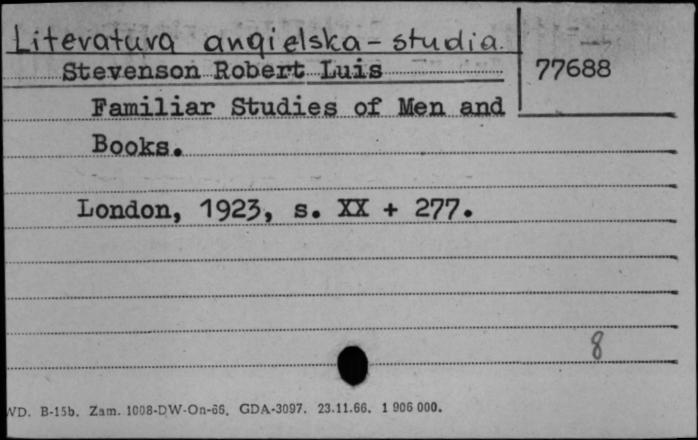 Literatura angielska - studia.
Stevenson Robert Luis
77688
Familiar Studies of Men and
Books.
London, 1923, s. XX + 277.
8
WD. B-15b. Zam. 1008-DW-On-66. GDA-3097. 23.11.66. 1 906 000.